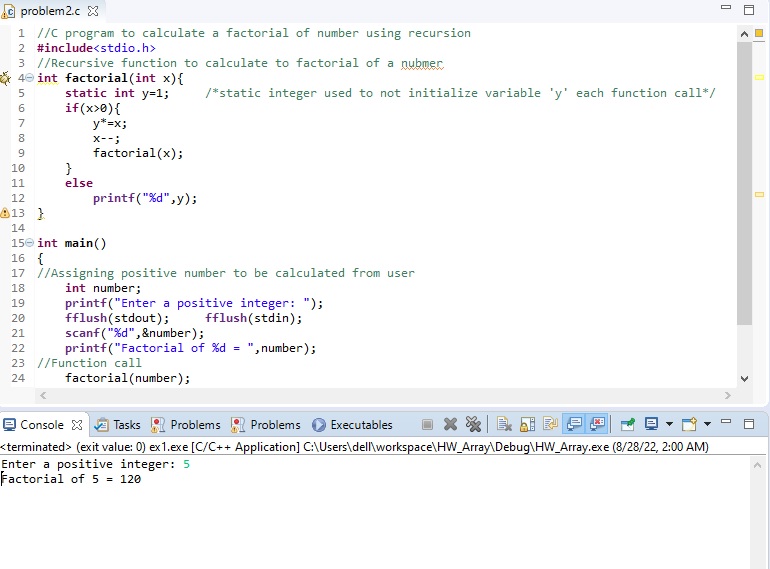 problem2.c
1 //C program to calculate a factorial of number using recursion
2 #include<stdio.h>
3 //Recursive function to calculate to factorial of a nubmer
4 int factorial(int x){
5     static int y=1;     /*static integer used to not initialize variable 'y' each function call*/
6     if(x>0){
7         y*=x;
8         x--;
9         factorial(x);
10     }
11     else
12         printf("%d",y);
13 }
14
15 int main()
16 {
17 //Assigning positive number to be calculated from user
18     int number;
19     printf("Enter a positive integer: ");
20     fflush(stdout);     fflush(stdin);
21     scanf("%d",&number);
22     printf("Factorial of %d = ",number);
23 //Function call
24     factorial(number);
Console Tasks Problems Problems Executables
<terminated> (exit value: 0) ex1.exe [C/C++ Application] C:\Users\dell\workspace\HW_Array\Debug\HW_Array.exe (8/28/22, 2:00 AM)
Enter a positive integer: 5
Factorial of 5 = 120